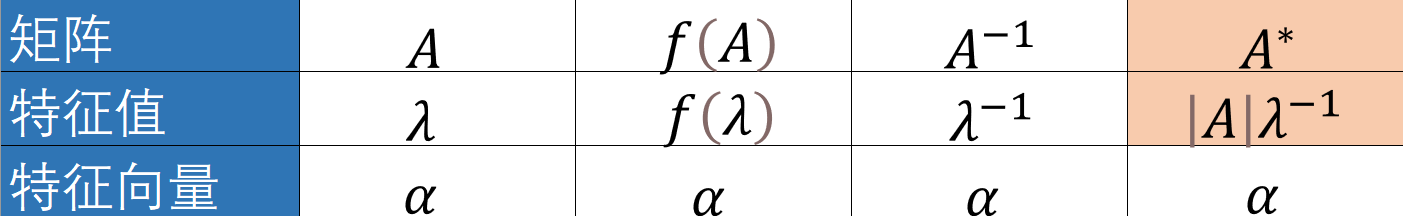 矩阵 A f(A) A⁻¹ A*
特征值 λ f(λ) λ⁻¹ |A|λ⁻¹
特征向量 α α α α